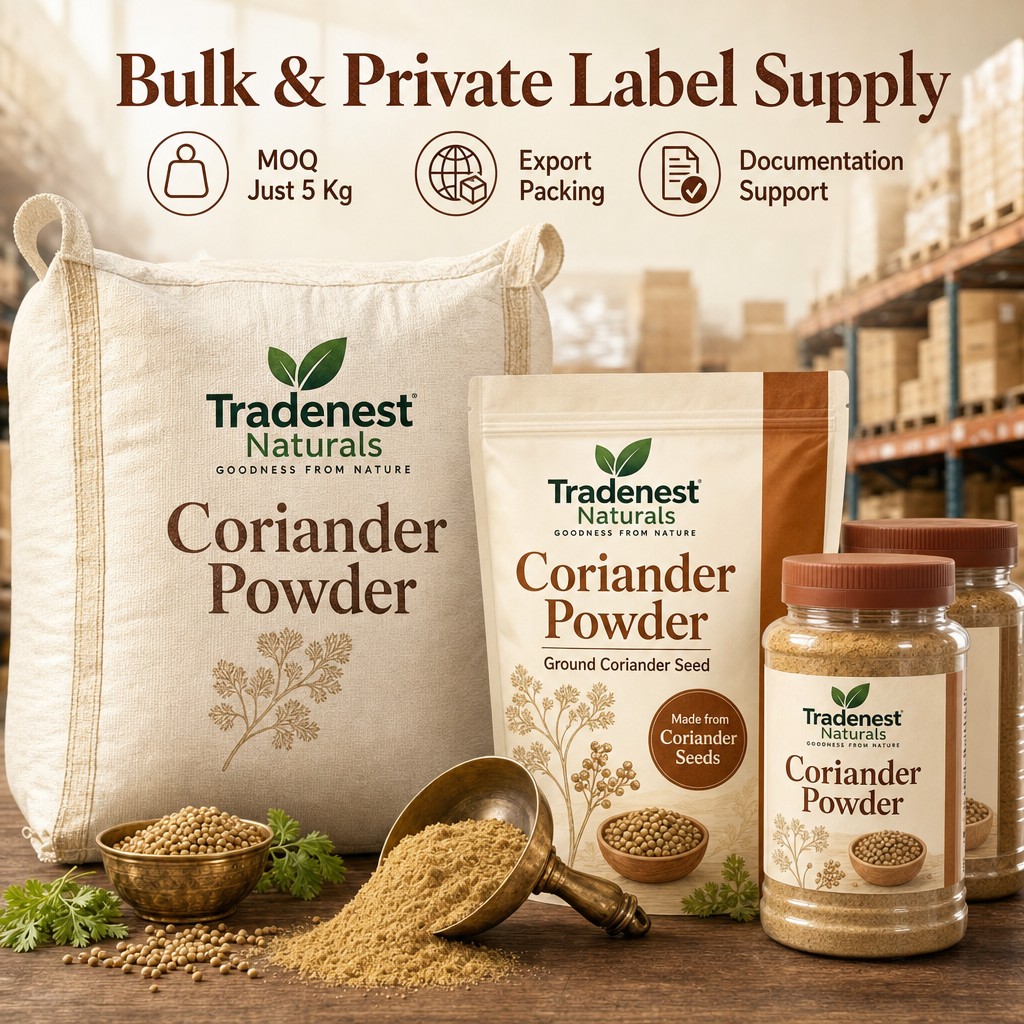 Bulk & Private Label Supply
MOQ
Just 5 Kg
Export
Packing
Documentation
Support
Tradenest®
Naturals
GOODNESS FROM NATURE
Coriander
Powder
Tradenest®
Naturals
GOODNESS FROM NATURE
Coriander
Powder
Ground Coriander Seed
Made from
Coriander
Seeds
Tradenest®
Naturals
GOODNESS FROM NATURE
Coriander
Powder